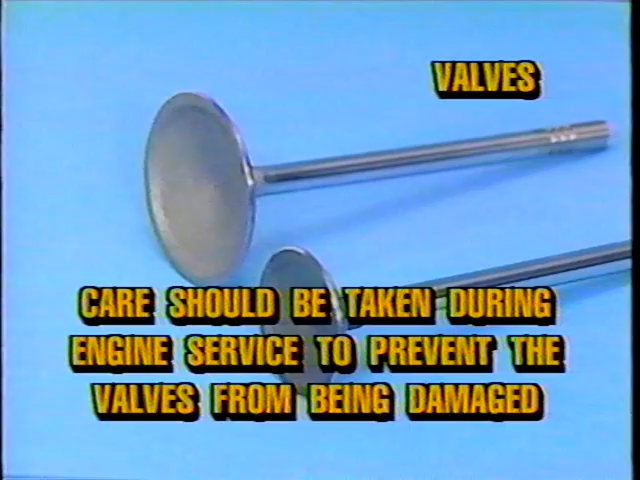 VALVES
CARE SHOULD BE TAKEN DURING
ENGINE SERVICE TO PREVENT THE
VALVES FROM BEING DAMAGED